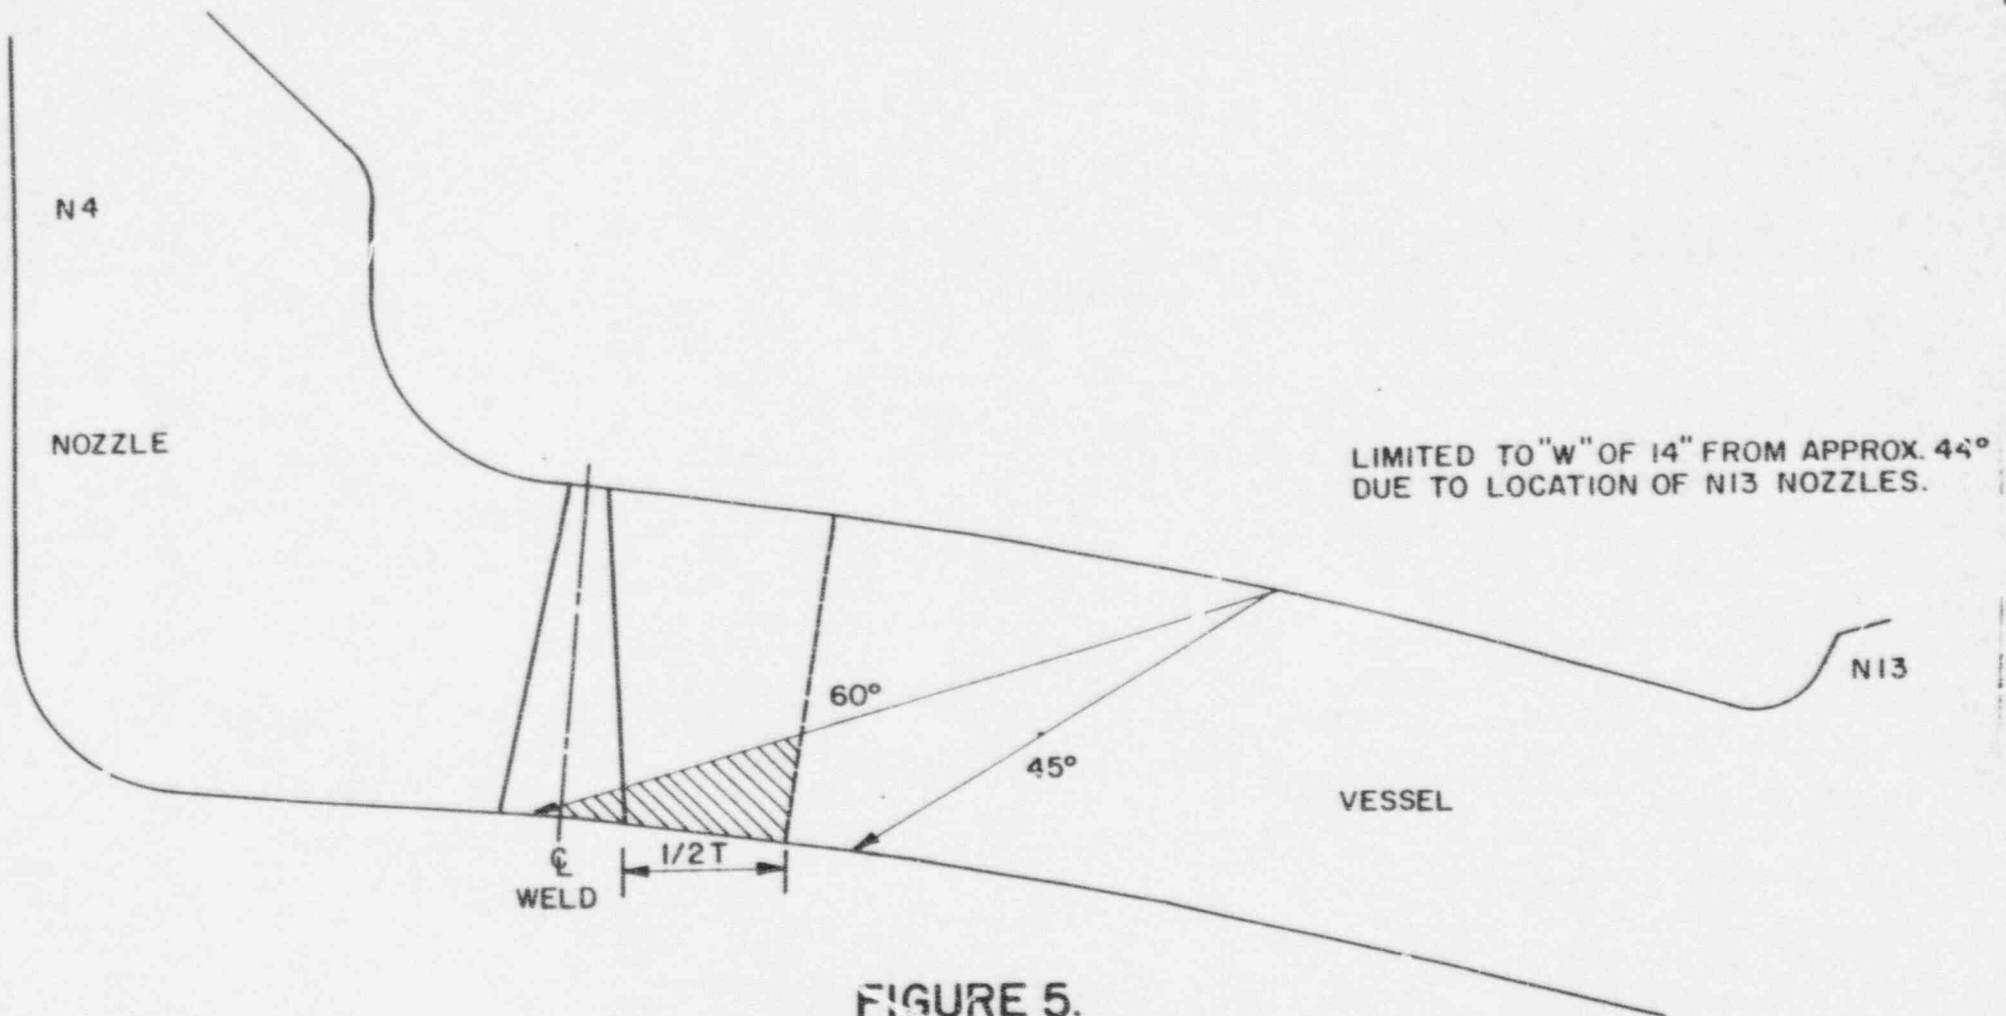 N4
NOZZLE
LIMITED TO "W" OF 14" FROM APPROX. 44°
DUE TO LOCATION OF N13 NOZZLES.
N13
60°
45°
VESSEL
1/2T
℄
WELD
FIGURE 5.